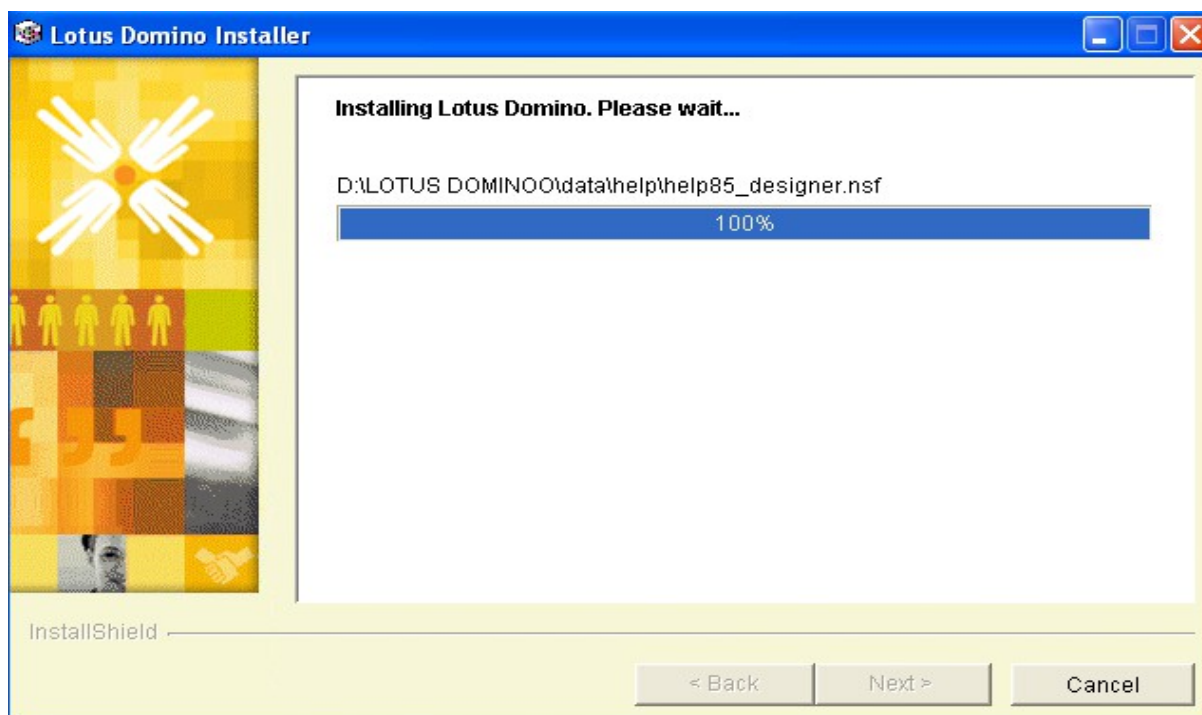 Lotus Domino Installer
Installing Lotus Domino. Please wait...
D:\LOTUS DOMINOO\data\help\help85_designer.nsf
100%
InstallShield
< Back
Next >
Cancel